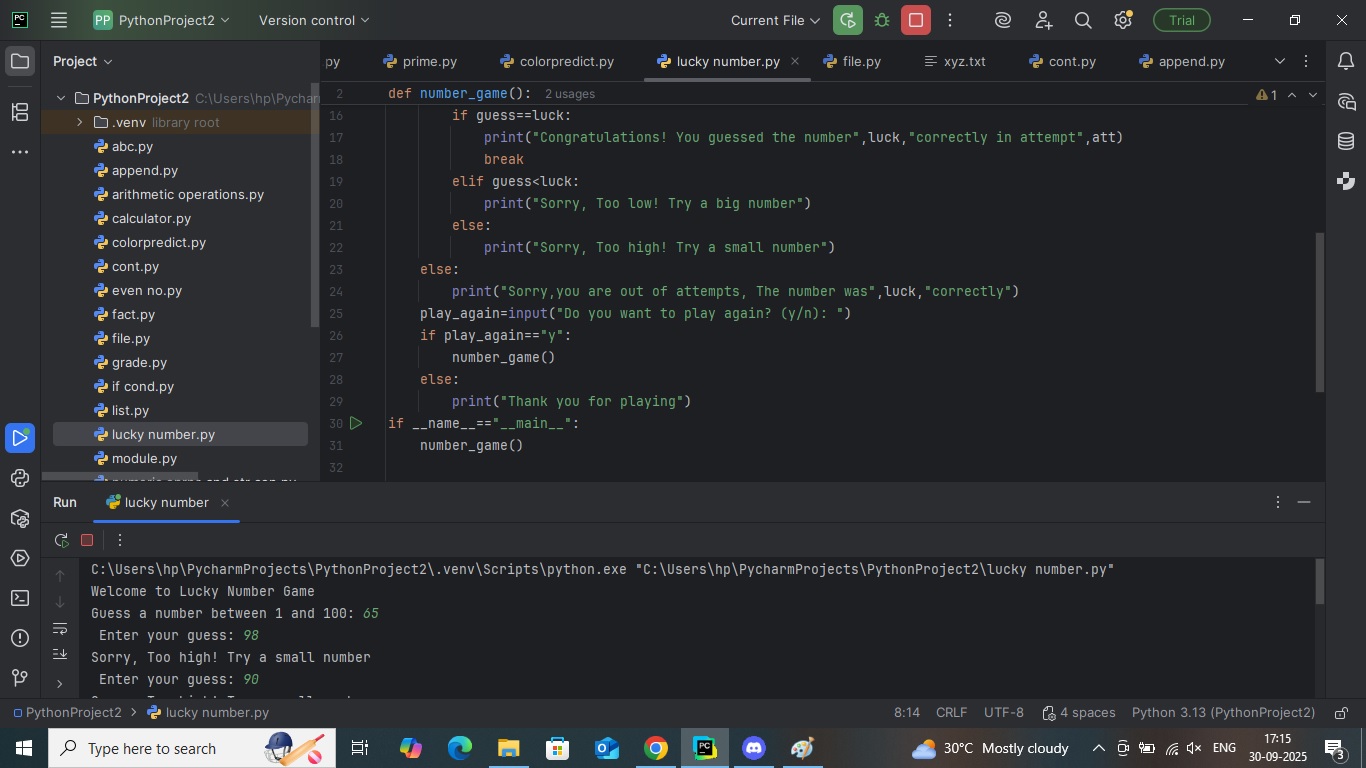 PC PP PythonProject2 Version control Current File Trial
Project
py prime.py colorpredict.py lucky number.py file.py xyz.txt cont.py append.py
PythonProject2 C:\Users\hp\Pychar
.venv library root
abc.py
append.py
arithmetic operations.py
calculator.py
colorpredict.py
cont.py
even no.py
fact.py
file.py
grade.py
if cond.py
list.py
lucky number.py
module.py
2 def number_game(): 2 usages 1
16 if guess==luck:
17 print("Congratulations! You guessed the number",luck,"correctly in attempt",att)
18 break
19 elif guess<luck:
20 print("Sorry, Too low! Try a big number")
21 else:
22 print("Sorry, Too high! Try a small number")
23 else:
24 print("Sorry,you are out of attempts, The number was",luck,"correctly")
25 play_again=input("Do you want to play again? (y/n): ")
26 if play_again=="y":
27 number_game()
28 else:
29 print("Thank you for playing")
30 if __name__=="__main__":
31 number_game()
32
Run lucky number
C:\Users\hp\PycharmProjects\PythonProject2\.venv\Scripts\python.exe "C:\Users\hp\PycharmProjects\PythonProject2\lucky number.py"
Welcome to Lucky Number Game
Guess a number between 1 and 100: 65
Enter your guess: 98
Sorry, Too high! Try a small number
Enter your guess: 90
PythonProject2 > lucky number.py 8:14 CRLF UTF-8 4 spaces Python 3.13 (PythonProject2)
Type here to search PC 30°C Mostly cloudy ENG 17:15
30-09-2025 3